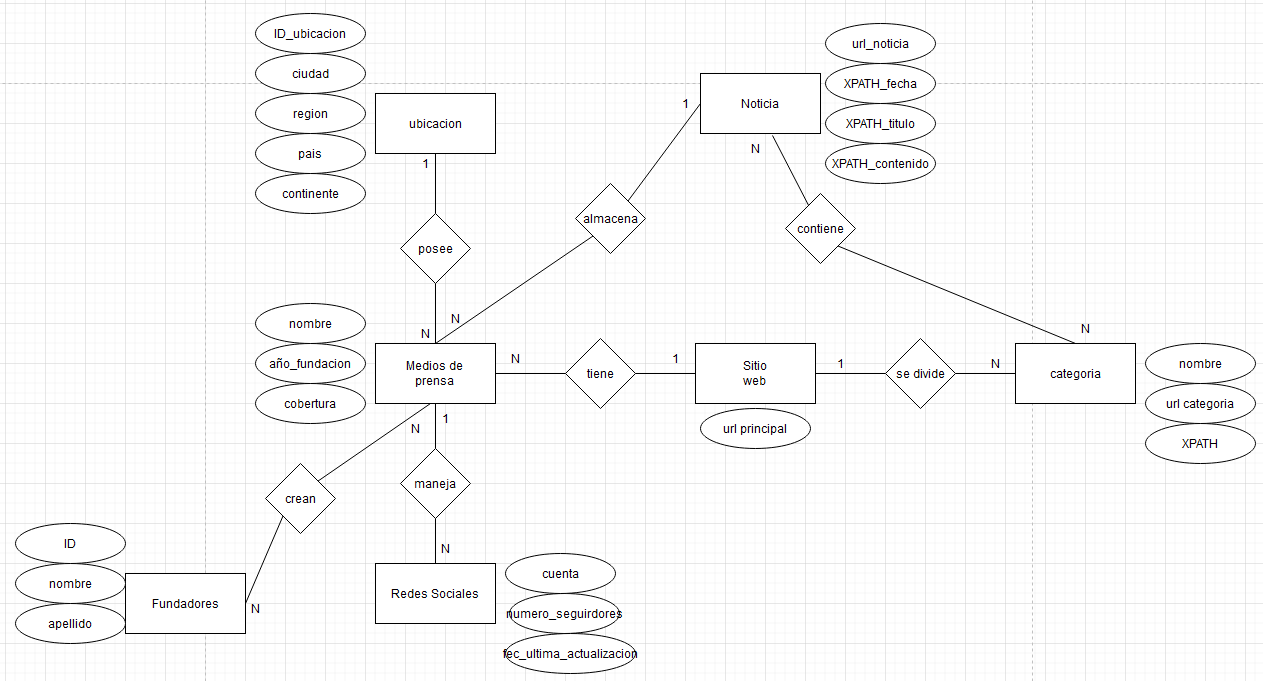 ID_ubicacion
ciudad
region
pais
continente
ubicacion
1
posee
N
url_noticia
XPATH_fecha
XPATH_titulo
XPATH_contenido
Noticia
1
N
almacena
N
contiene
N
nombre
año_fundacion
cobertura
Medios de
prensa
N
tiene
1
Sitio
web
url principal
1
se divide
N
categoria
nombre
url categoria
XPATH
N
crean
N
1
maneja
N
ID
nombre
apellido
Fundadores
Redes Sociales
cuenta
numero_seguirdores
fec_ultima_actualizacion